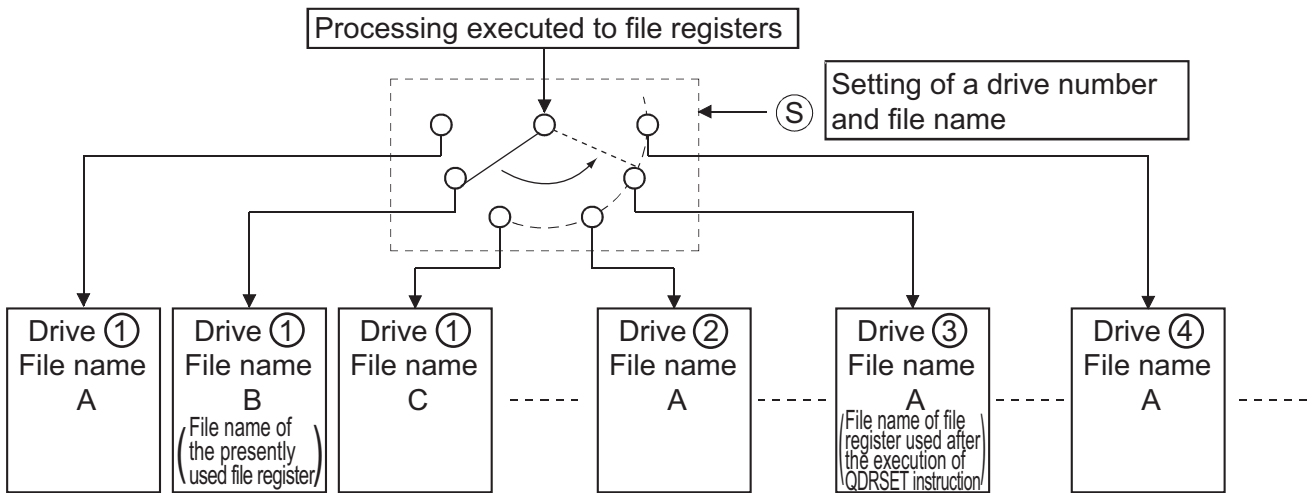 Processing executed to file registers
Ⓢ
Setting of a drive number
and file name
Drive ①
File name
A
Drive ①
File name
B
(File name of
the presently
used file register)
Drive ①
File name
C
Drive ②
File name
A
Drive ③
File name
A
(File name of file
register used after
the execution of
QDRSET instruction)
Drive ④
File name
A